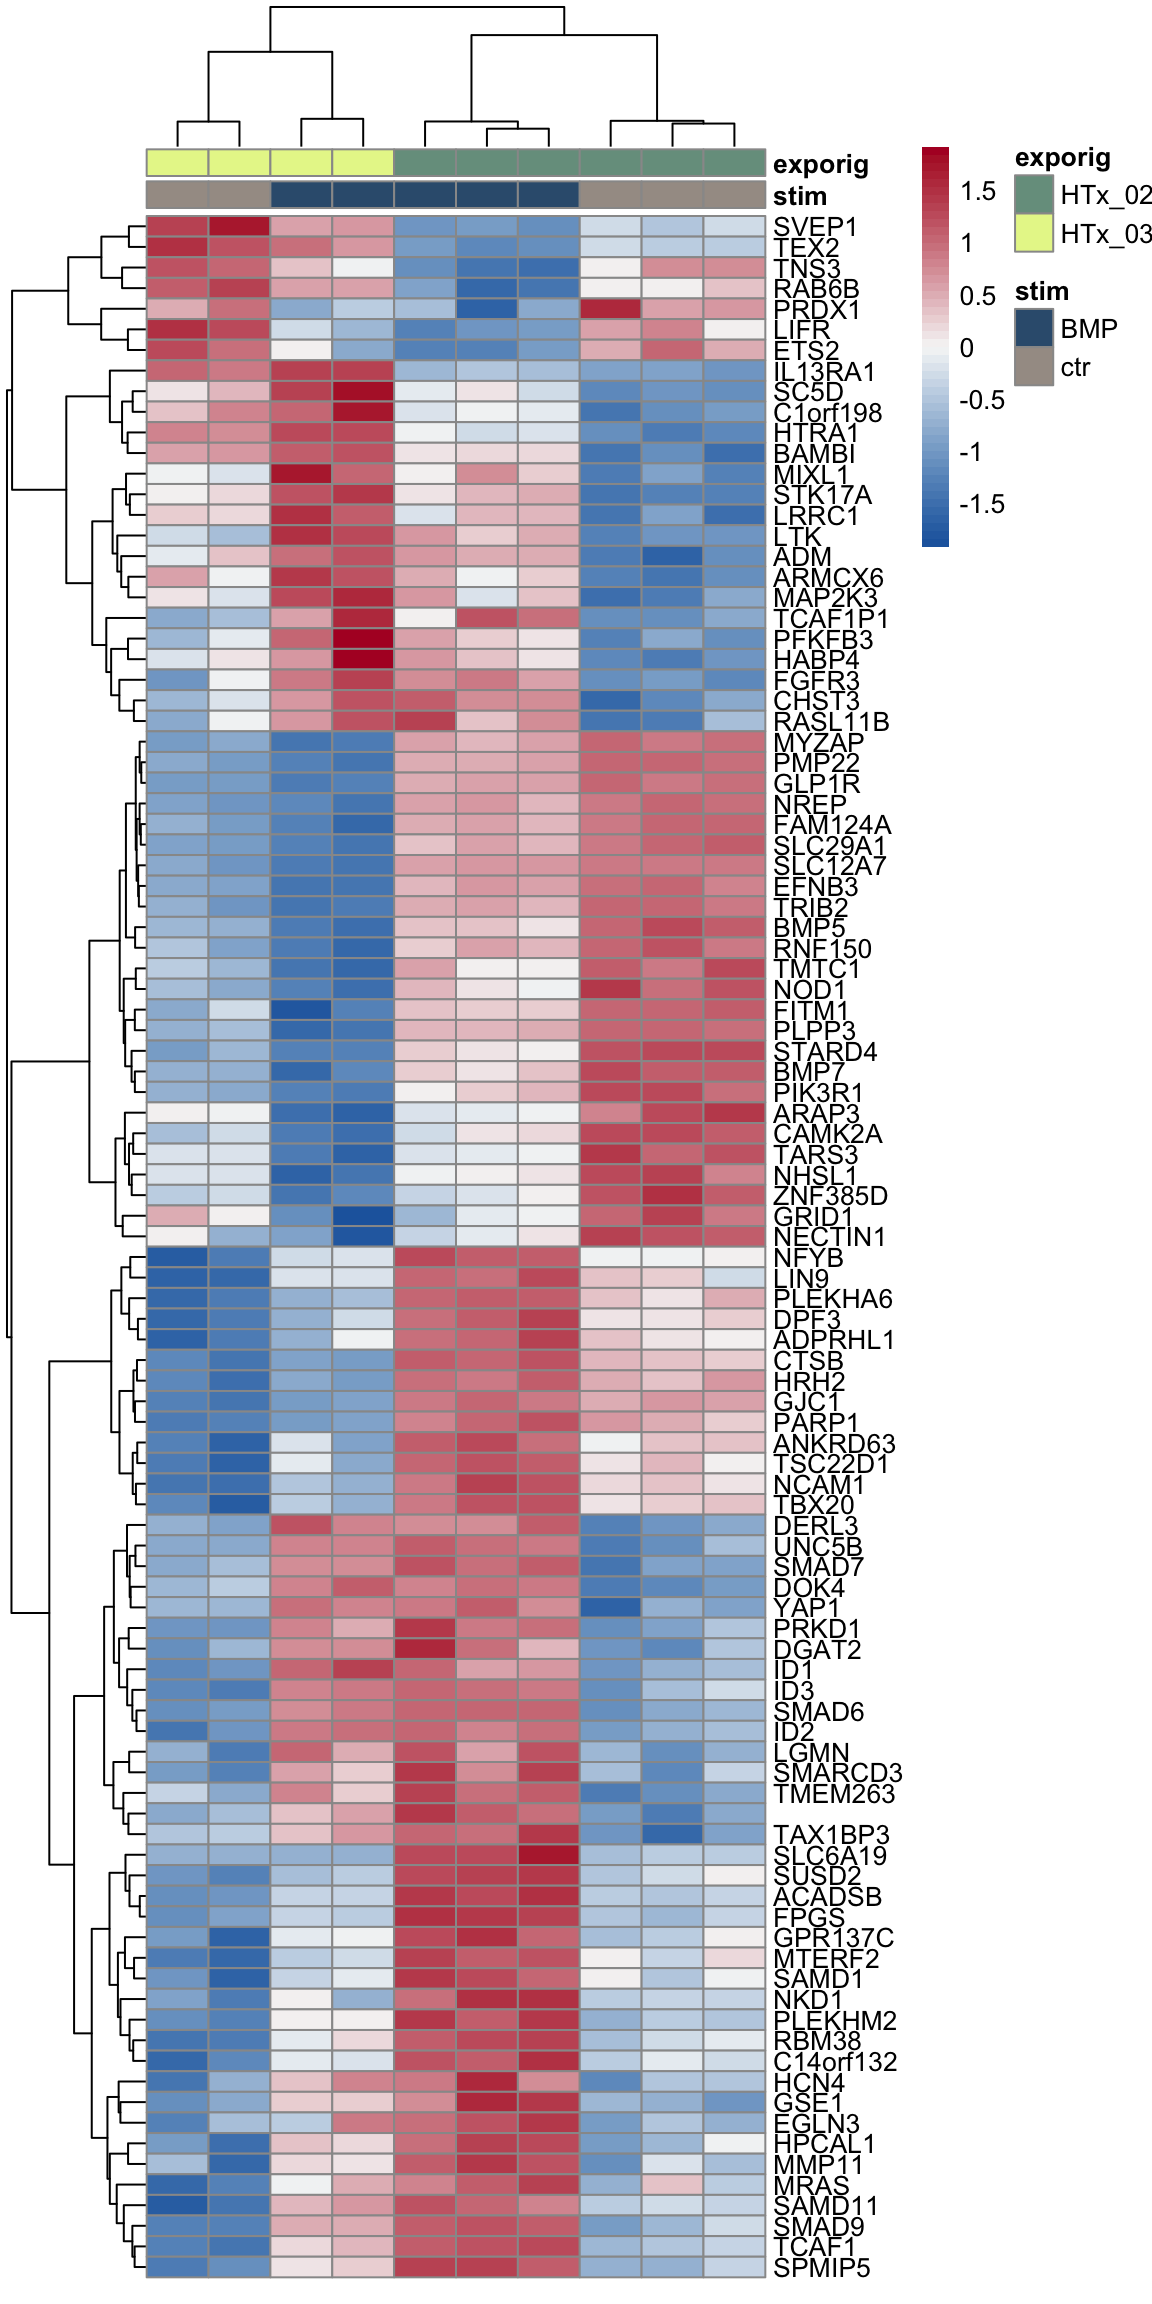 exporig
stim
SVEP1
TEX2
TNS3
RAB6B
PRDX1
LIFR
ETS2
IL13RA1
SC5D
C1orf198
HTRA1
BAMBI
MIXL1
STK17A
LRRC1
LTK
ADM
ARMCX6
MAP2K3
TCAF1P1
PFKFB3
HABP4
FGFR3
CHST3
RASL11B
MYZAP
PMP22
GLP1R
NREP
FAM124A
SLC29A1
SLC12A7
EFNB3
TRIB2
BMP5
RNF150
TMTC1
NOD1
FITM1
PLPP3
STARD4
BMP7
PIK3R1
ARAP3
CAMK2A
TARS3
NHSL1
ZNF385D
GRID1
NECTIN1
NFYB
LIN9
PLEKHA6
DPF3
ADPRHL1
CTSB
HRH2
GJC1
PARP1
ANKRD63
TSC22D1
NCAM1
TBX20
DERL3
UNC5B
SMAD7
DOK4
YAP1
PRKD1
DGAT2
ID1
ID3
SMAD6
ID2
LGMN
SMARCD3
TMEM263
TAX1BP3
SLC6A19
SUSD2
ACADSB
FPGS
GPR137C
MTERF2
SAMD1
NKD1
PLEKHM2
RBM38
C14orf132
HCN4
GSE1
EGLN3
HPCAL1
MMP11
MRAS
SAMD11
SMAD9
TCAF1
SPMIP5
1.5
1
0.5
0
-0.5
-1
-1.5
exporig
HTx_02
HTx_03
stim
BMP
ctr